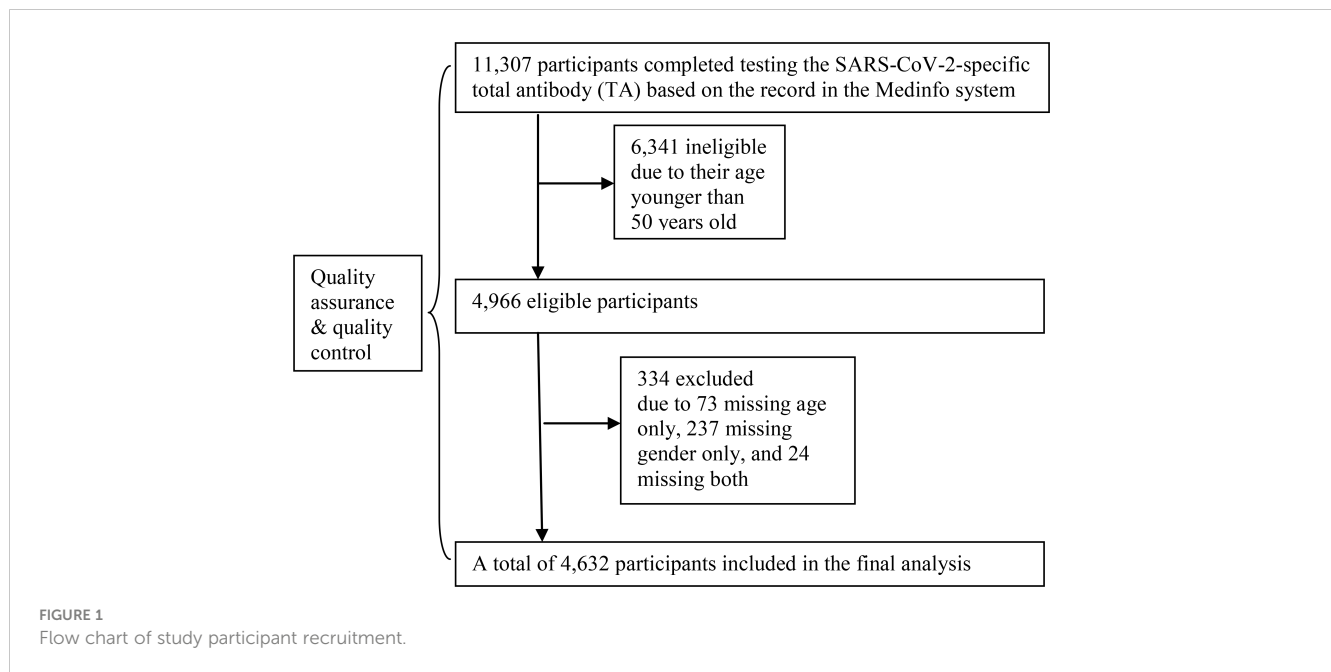 11,307 participants completed testing the SARS-CoV-2-specific
total antibody (TA) based on the record in the Medinfo system
6,341 ineligible
due to their age
younger than
50 years old
Quality
assurance
& quality
control
4,966 eligible participants
334 excluded
due to 73 missing age
only, 237 missing
gender only, and 24
missing both
A total of 4,632 participants included in the final analysis
FIGURE 1
Flow chart of study participant recruitment.